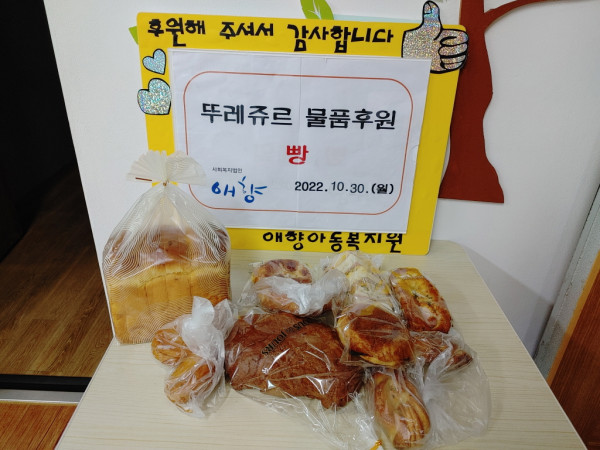 후원해 주셔서 감사합니다
뚜레쥬르 물품후원
빵
사회복지법인
애향
2022.10.30.(월)
애향아동복지원